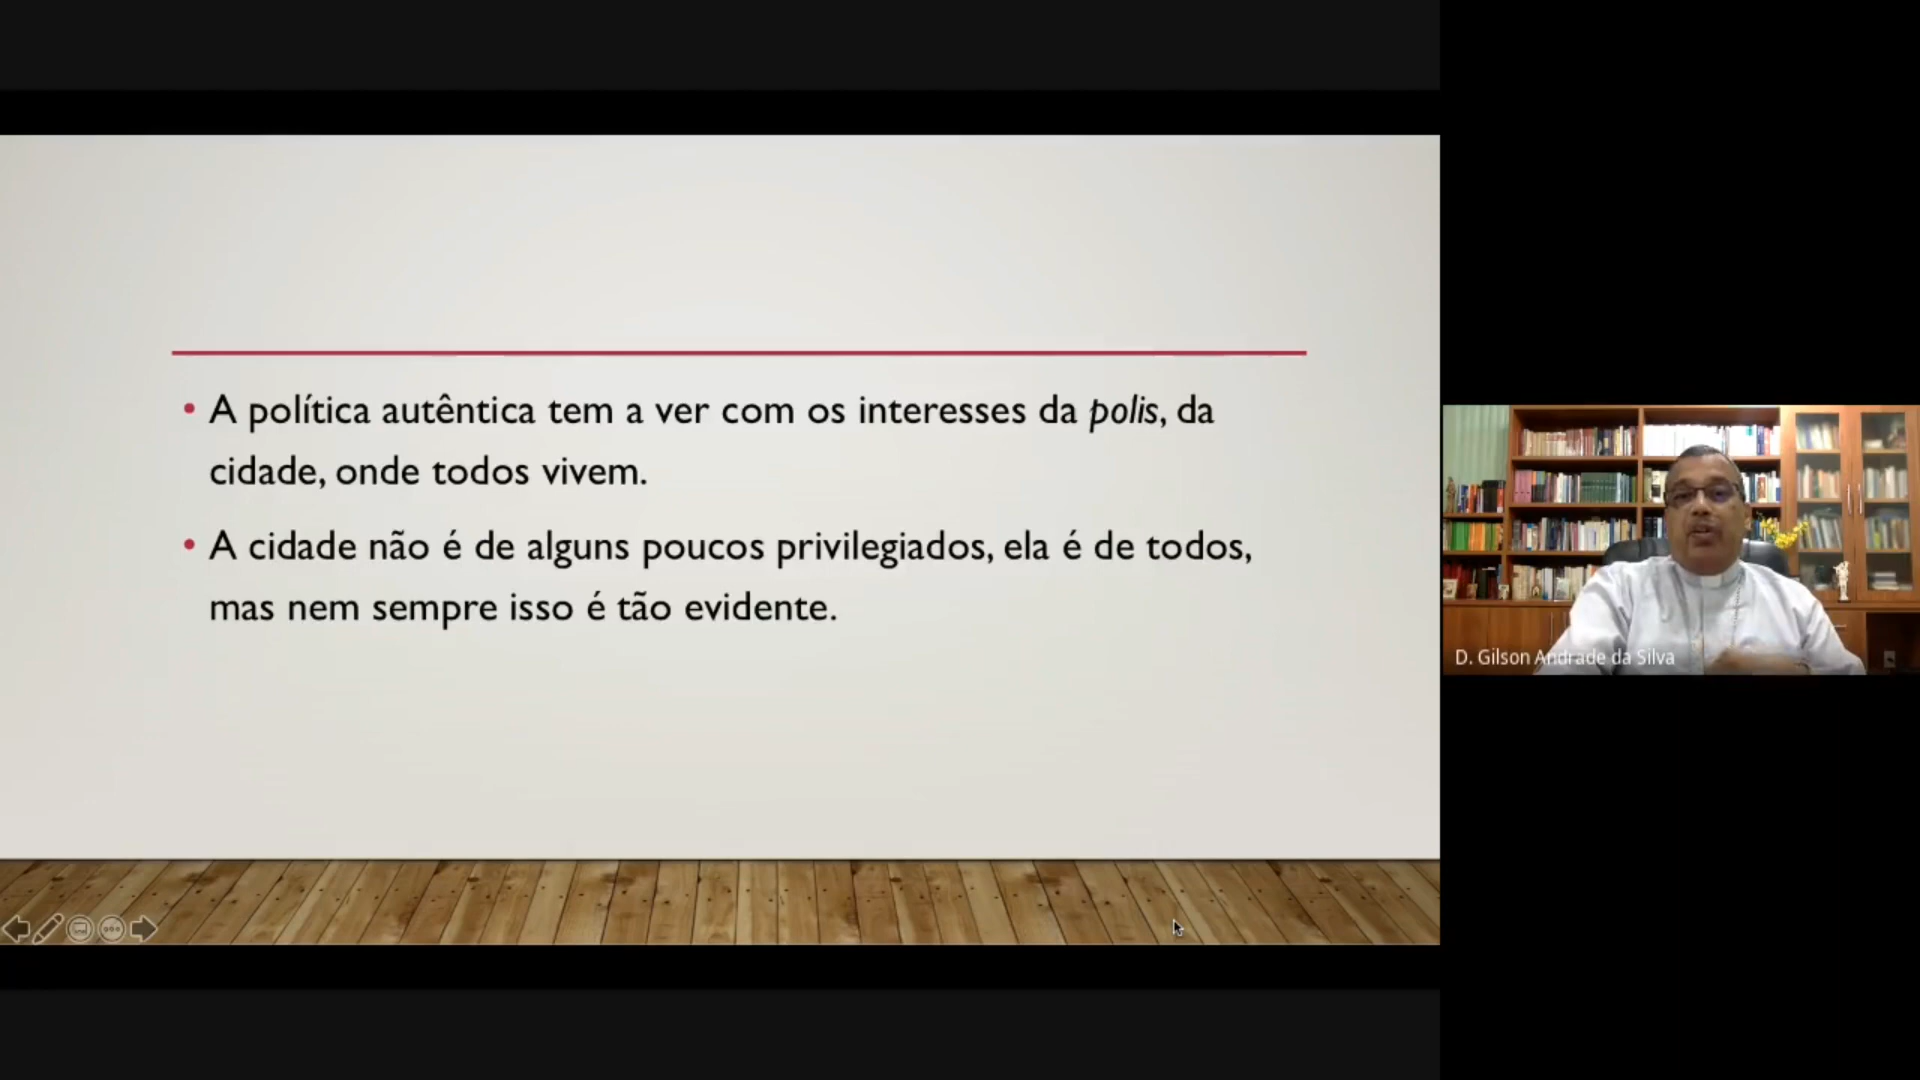 • A política autêntica tem a ver com os interesses da polis, da
cidade, onde todos vivem.
• A cidade não é de alguns poucos privilegiados, ela é de todos,
mas nem sempre isso é tão evidente.
D. Gilson Andrade da Silva